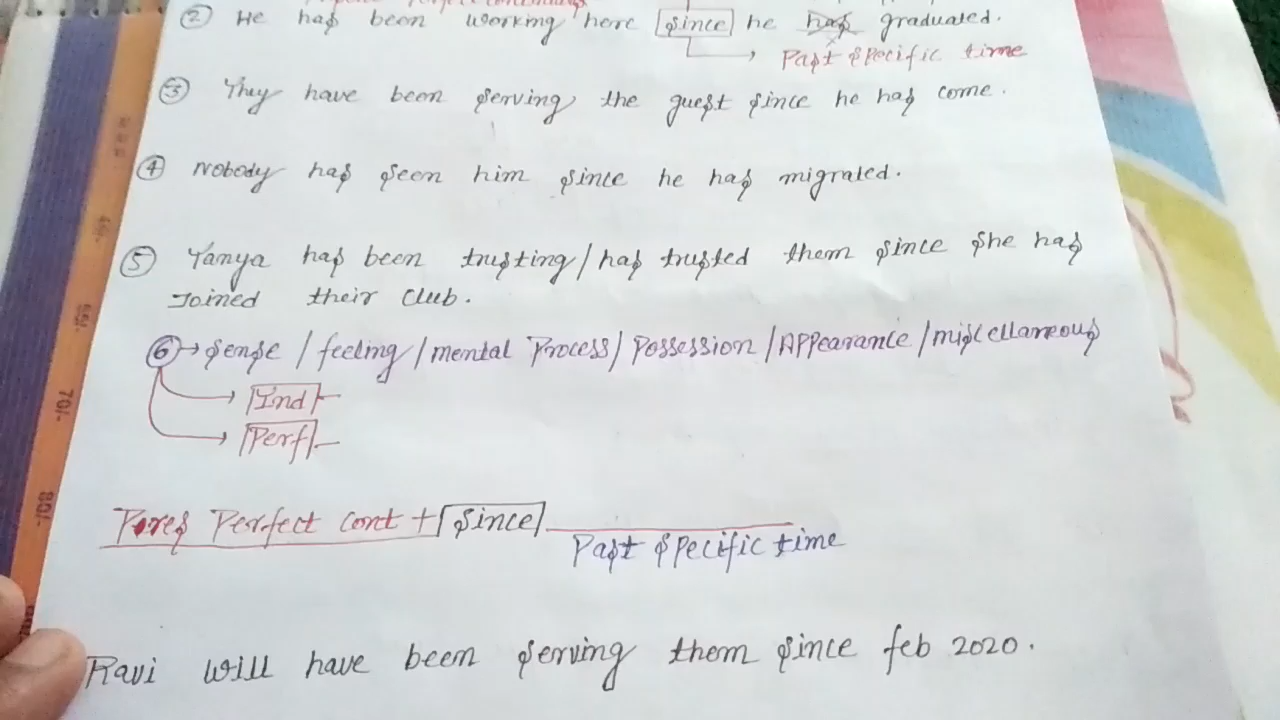 ② He has been working here since he has graduated.
Past specific time
③ They have been serving the guest since he has come.
④ Nobody has seen him since he has migrated.
⑤ Tanya has been trusting / has trusted them since she has
Joined their club.
⑥→ sense / feeling / mental Process / Possession / Appearance / miscellaneous
→ Ind
→ Perf
Pores Perfect cont + since
Past specific time
Ravi will have been serving them since feb 2020.
70/-
80/-